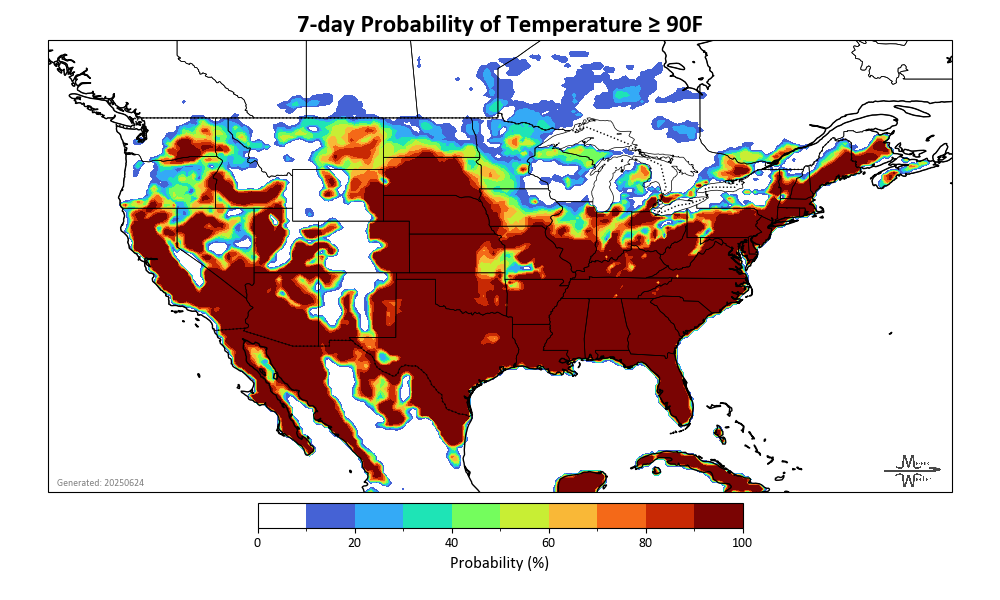 7-day Probability of Temperature ≥ 90F
Generated: 20250624
0 20 40 60 80 100
Probability (%)